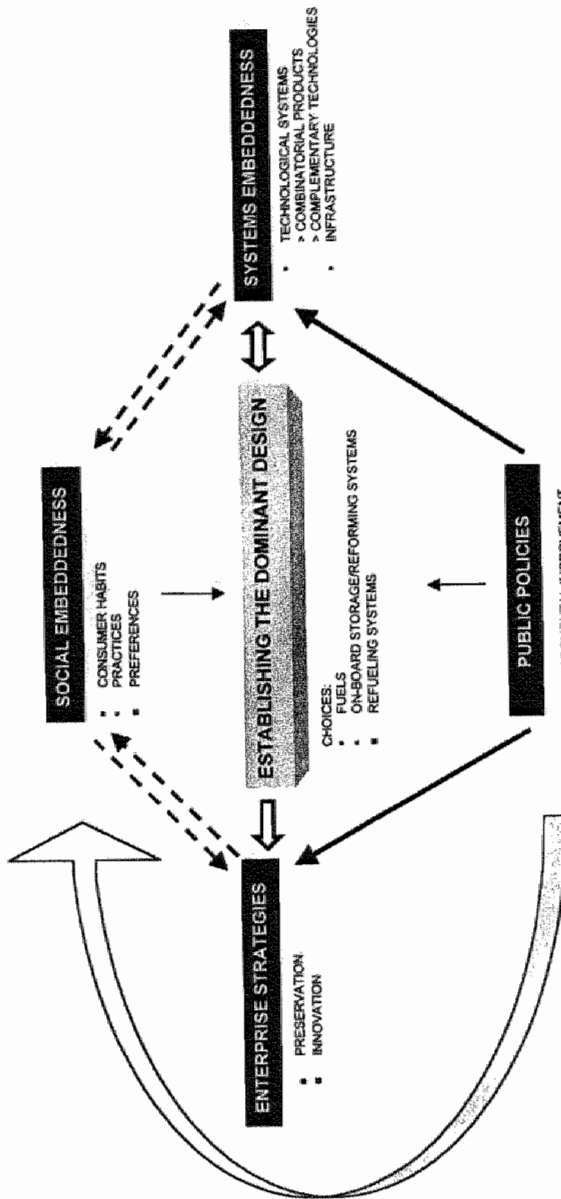 SOCIAL EMBEDDEDNESS
▪ CONSUMER HABITS
▪ PRACTICES
▪ PREFERENCES
ENTERPRISE STRATEGIES
▪ PRESERVATION
▪ INNOVATION
ESTABLISHING THE DOMINANT DESIGN
CHOICES:
▪ FUELS
▪ ON-BOARD STORAGE/REFORMING SYSTEMS
▪ REFUELING SYSTEMS
SYSTEMS EMBEDDEDNESS
▪ TECHNOLOGICAL SYSTEMS
> COMBINATORIAL PRODUCTS
> COMPLEMENTARY TECHNOLOGIES
▪ INFRASTRUCTURE
PUBLIC POLICIES